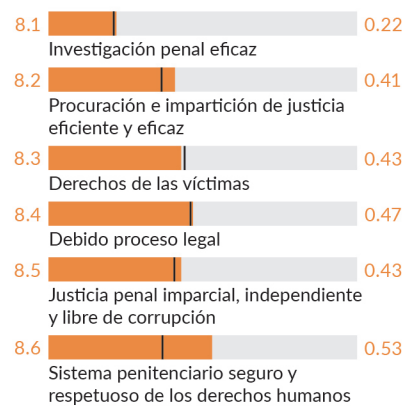 8.1 0.22
Investigación penal eficaz
8.2 0.41
Procuración e impartición de justicia
eficiente y eficaz
8.3 0.43
Derechos de las víctimas
8.4 0.47
Debido proceso legal
8.5 0.43
Justicia penal imparcial, independiente
y libre de corrupción
8.6 0.53
Sistema penitenciario seguro y
respetuoso de los derechos humanos